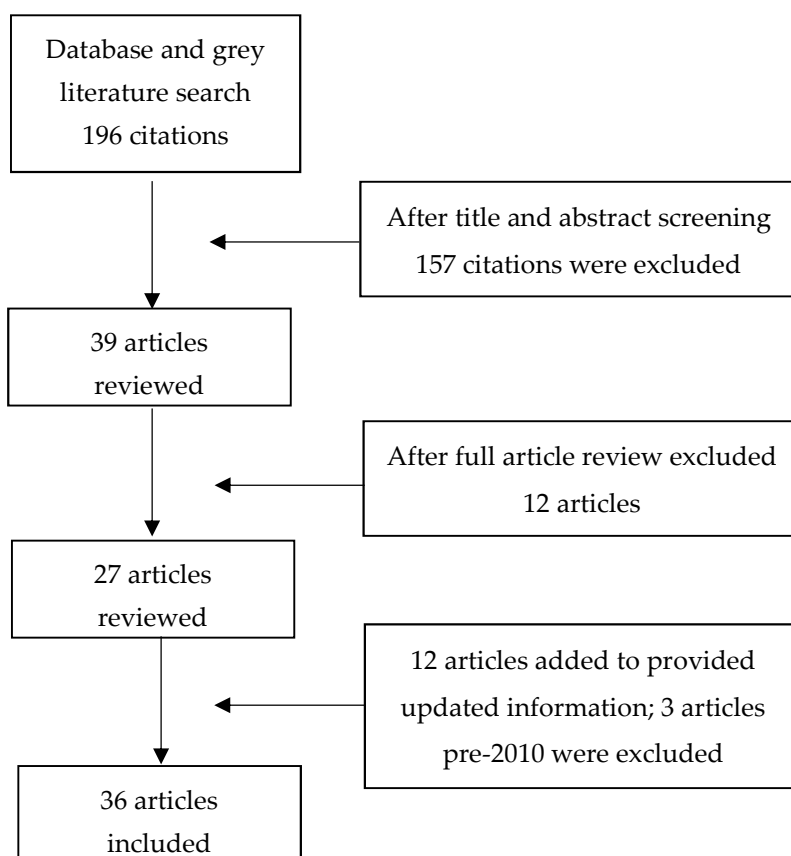 Database and grey
literature search
196 citations
After title and abstract screening
157 citations were excluded
39 articles
reviewed
After full article review excluded
12 articles
27 articles
reviewed
12 articles added to provided
updated information; 3 articles
pre-2010 were excluded
36 articles
included